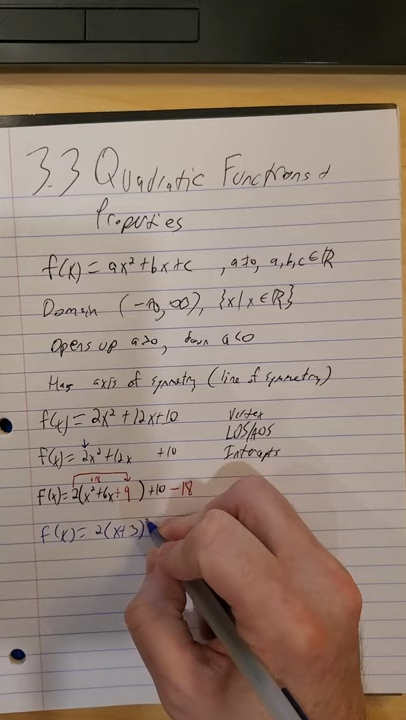 3.3 Quadratic Functions +
Properties
f(x) = ax² + bx + c , a≠0, a,b,c ∈ ℝ
Domain (-∞, ∞), {x | x ∈ ℝ}
Opens up a>0, down a<0
Has axis of symmetry (line of symmetry)
f(x) = 2x² + 12x + 10 Vertex
LOS/AOS
f(x) = 2x² + 12x +10 Intercepts
+18
f(x) = 2(x² + 6x + 9 ) + 10 - 18
f(x) = 2(x+3)